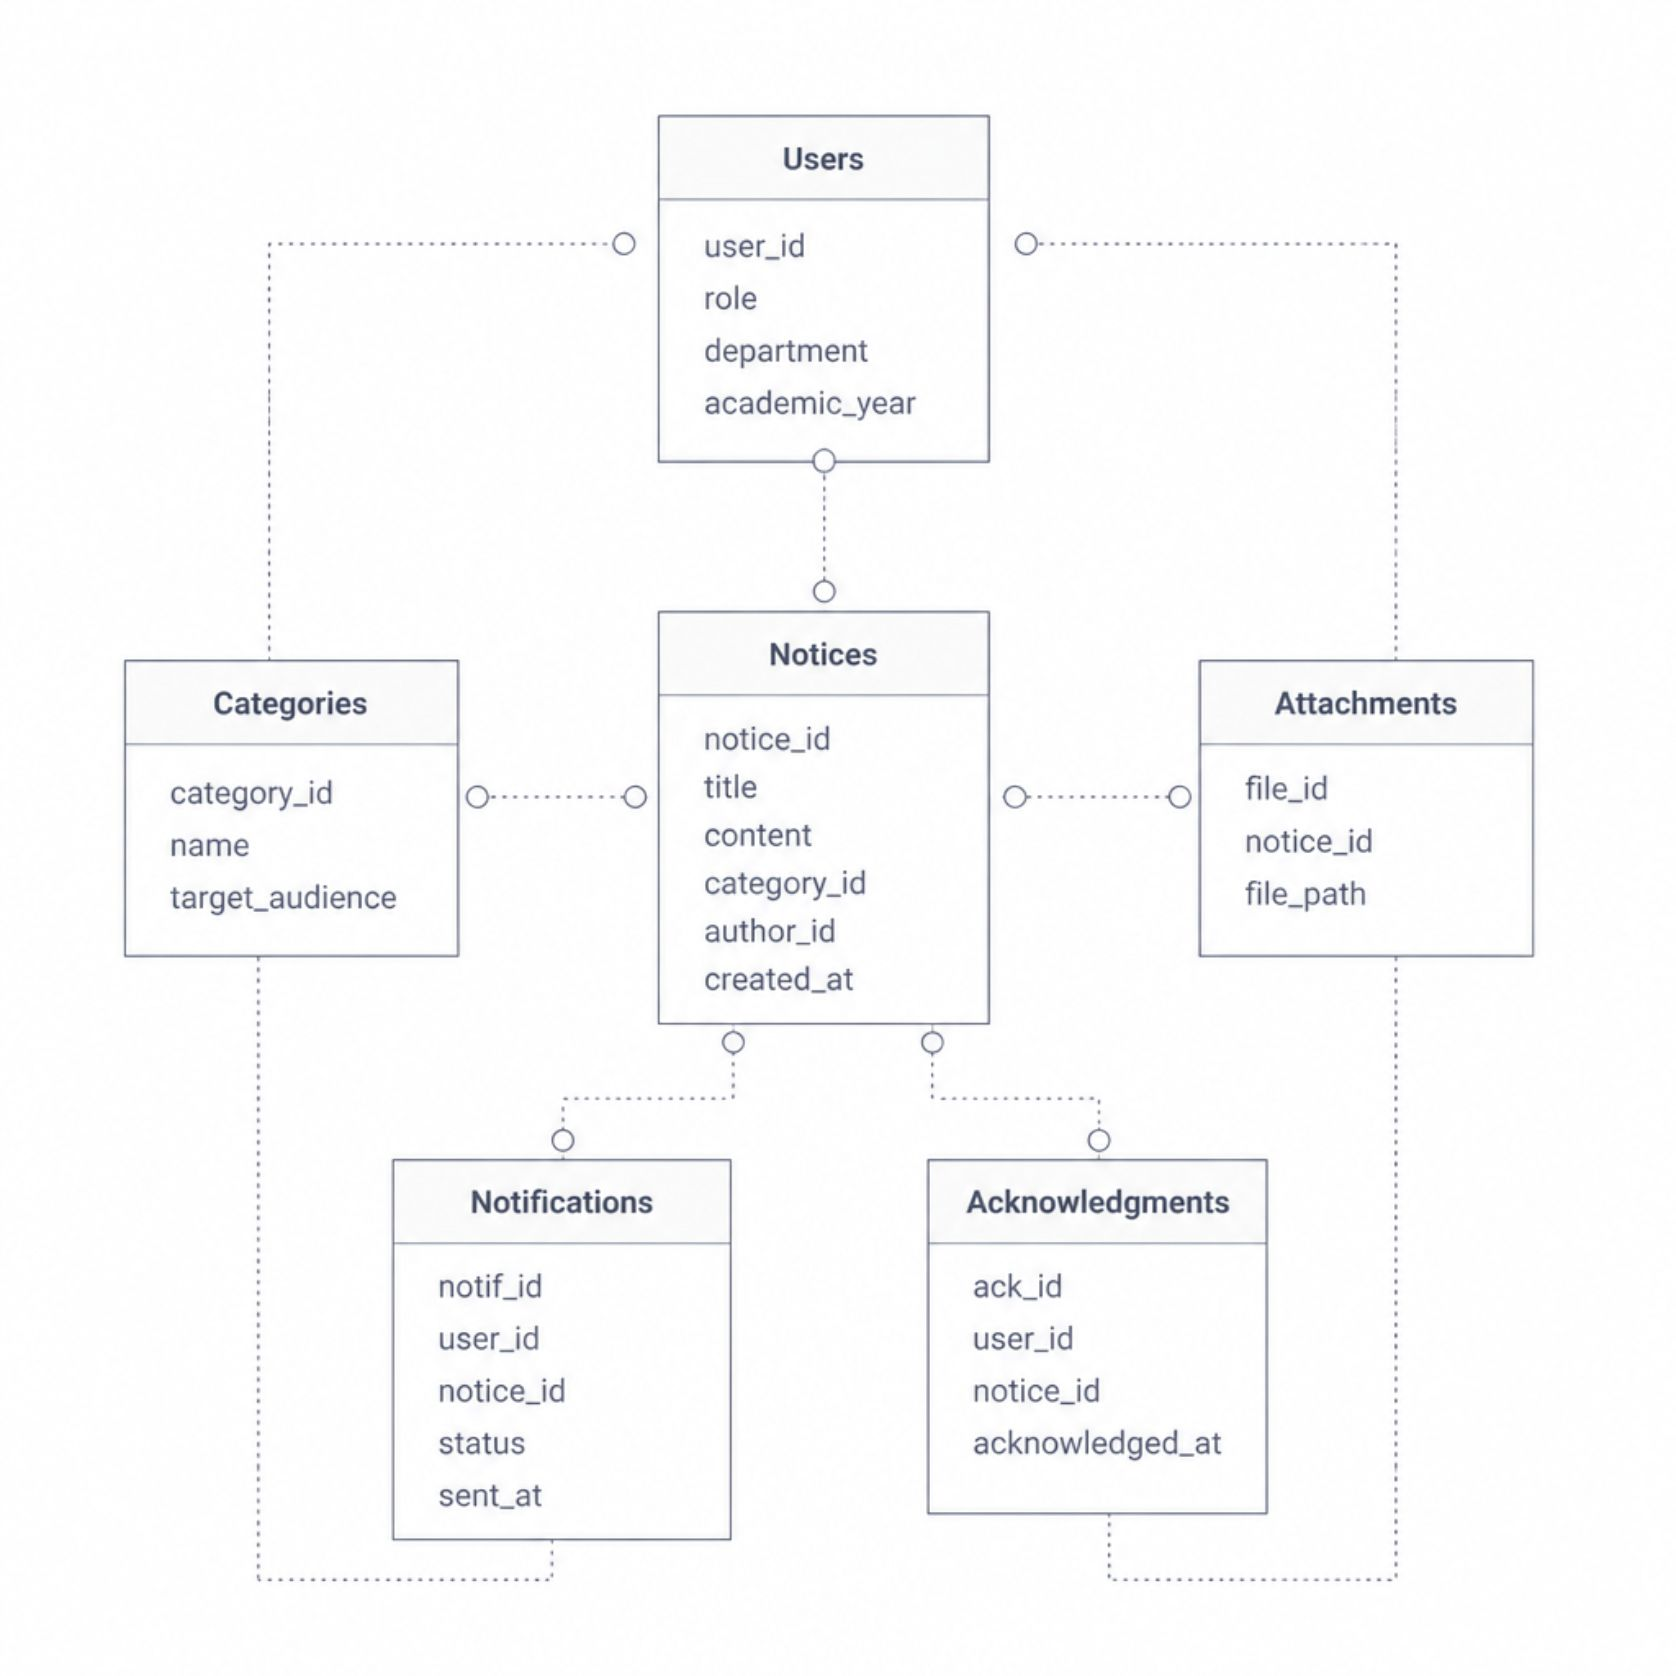 Users
user_id
role
department
academic_year
Notices
notice_id
title
content
category_id
author_id
created_at
Categories
category_id
name
target_audience
Attachments
file_id
notice_id
file_path
Notifications
notif_id
user_id
notice_id
status
sent_at
Acknowledgments
ack_id
user_id
notice_id
acknowledged_at